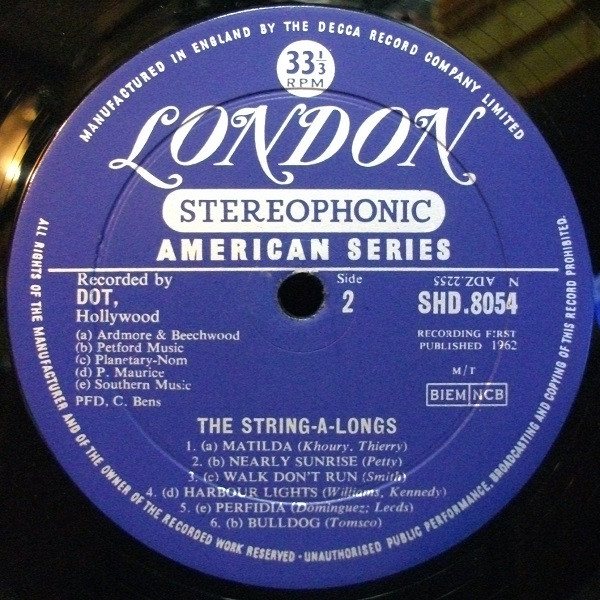 MANUFACTURED IN ENGLAND BY THE DECCA RECORD COMPANY LIMITED
33⅓
RPM
LONDON
STEREOPHONIC
AMERICAN SERIES
Recorded by
DOT,
Hollywood
(a) Ardmore & Beechwood
(b) Petford Music
(c) Planetary-Nom
(d) P. Maurice
(e) Southern Music
PFD. C. Bens
Side
2
N ADZ.2255
SHD.8054
RECORDING FIRST
PUBLISHED 1962
M/T
BIEM NCB
THE STRING-A-LONGS
1. (a) MATILDA (Khoury, Thierry)
2. (b) NEARLY SUNRISE (Petty)
3. (c) WALK DON'T RUN (Smith)
4. (d) HARBOUR LIGHTS (Williams, Kennedy)
5. (e) PERFIDIA (Dominguez; Leeds)
6. (b) BULLDOG (Tomsco)
ALL RIGHTS OF THE MANUFACTURER AND OF THE OWNER OF THE RECORDED WORK RESERVED · UNAUTHORISED PUBLIC PERFORMANCE, BROADCASTING AND COPYING OF THIS RECORD PROHIBITED.